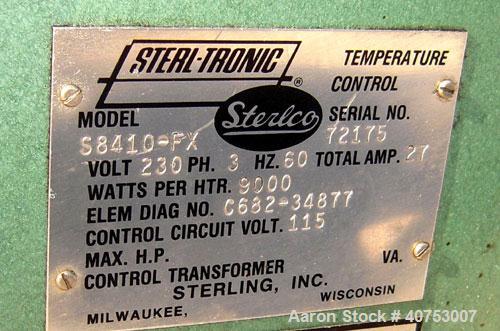 STERL-TRONIC
®
TEMPERATURE
CONTROL
MODEL
Sterlco
SERIAL NO.
S8410-FX
72175
VOLT 230 PH. 3 HZ. 60 TOTAL AMP. 27
WATTS PER HTR. 9000
ELEM DIAG NO. C682-34877
CONTROL CIRCUIT VOLT. 115
MAX. H.P.
VA.
CONTROL TRANSFORMER
STERLING, INC.
MILWAUKEE, WISCONSIN
Aaron Stock # 40753007